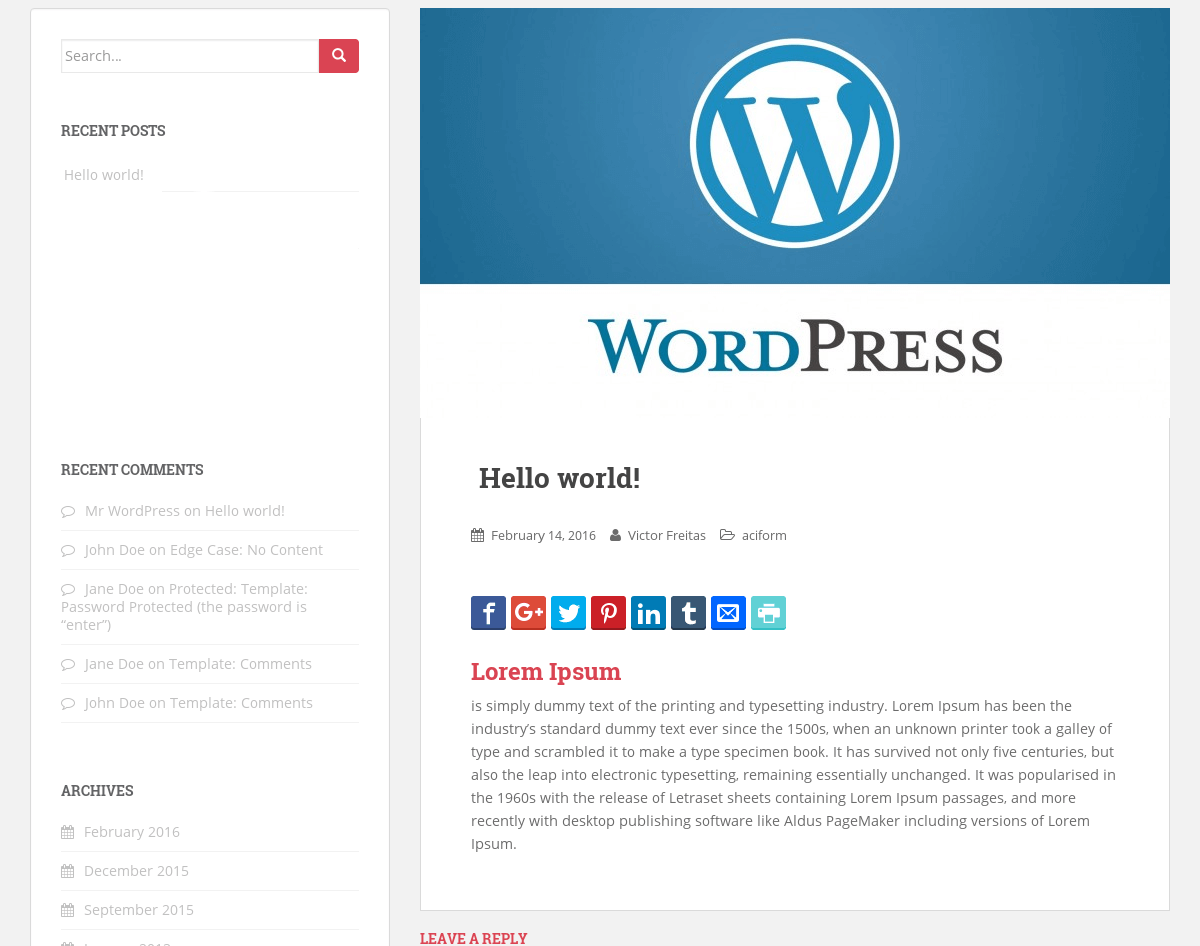 Search...
RECENT POSTS
Hello world!
RECENT COMMENTS
Mr WordPress on Hello world!
John Doe on Edge Case: No Content
Jane Doe on Protected: Template:
Password Protected (the password is
“enter”)
Jane Doe on Template: Comments
John Doe on Template: Comments
ARCHIVES
February 2016
December 2015
September 2015
W
WORDPRESS
Hello world!
February 14, 2016 Victor Freitas aciform
Lorem Ipsum
is simply dummy text of the printing and typesetting industry. Lorem Ipsum has been the
industry’s standard dummy text ever since the 1500s, when an unknown printer took a galley of
type and scrambled it to make a type specimen book. It has survived not only five centuries, but
also the leap into electronic typesetting, remaining essentially unchanged. It was popularised in
the 1960s with the release of Letraset sheets containing Lorem Ipsum passages, and more
recently with desktop publishing software like Aldus PageMaker including versions of Lorem
Ipsum.
LEAVE A REPLY